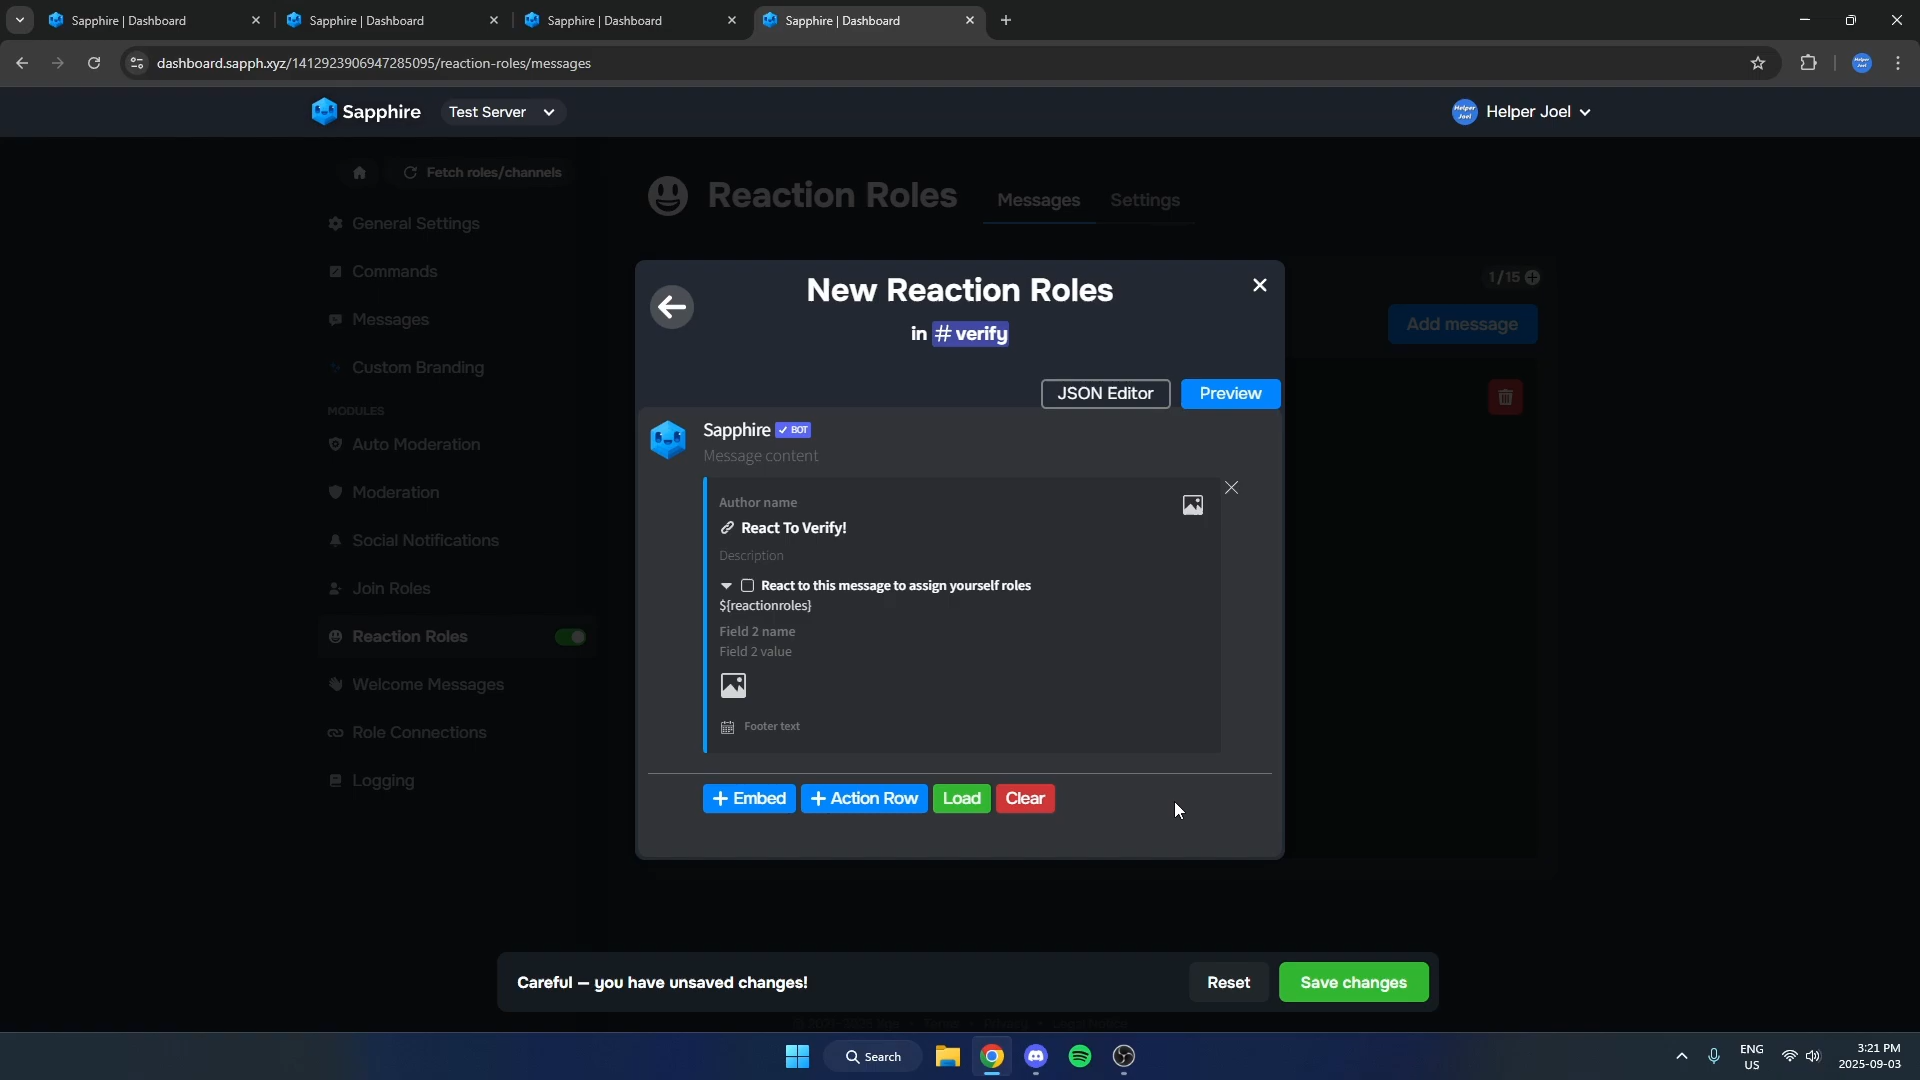 Sapphire | Dashboard
Sapphire | Dashboard
Sapphire | Dashboard
Sapphire | Dashboard
dashboard.sapph.xyz/1412923906947285095/reaction-roles/messages
Sapphire
Test Server
Helper Joel
Helper Joel
Fetch roles/channels
Reaction Roles
Messages
Settings
General Settings
Commands
Messages
Custom Branding
MODULES
Auto Moderation
Moderation
Social Notifications
Join Roles
Reaction Roles
Welcome Messages
Role Connections
Logging
1/15
Add message
New Reaction Roles
in # verify
JSON Editor
Preview
Sapphire ✓ BOT
Message content
Author name
React To Verify!
Description
React to this message to assign yourself roles
${reactionroles}
Field 2 name
Field 2 value
Footer text
+ Embed
+ Action Row
Load
Clear
Careful — you have unsaved changes!
Reset
Save changes
Search
ENG
US
3:21 PM
2025-09-03